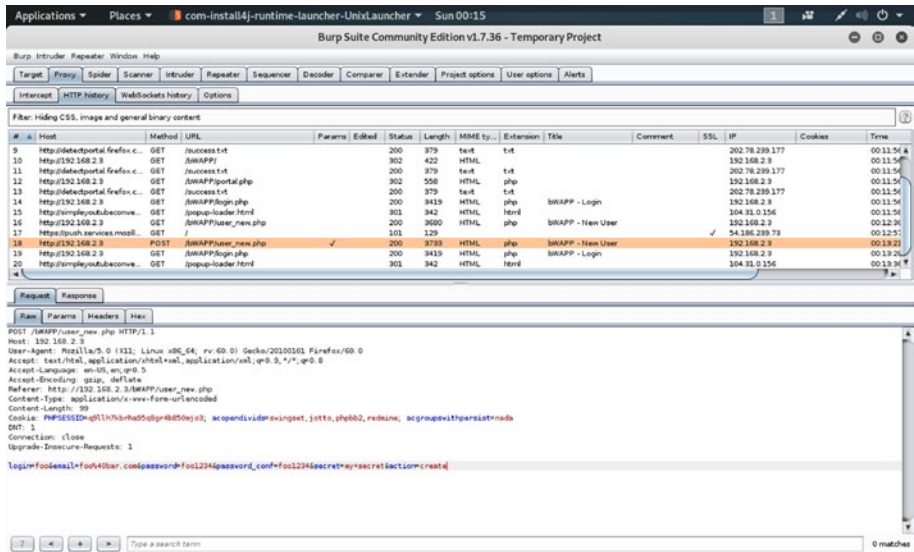 Applications Places com-install4j-runtime-launcher-UnixLauncher Sun 00:15 1
Burp Suite Community Edition v1.7.36 - Temporary Project
Burp Intruder Repeater Window Help
Target Proxy Spider Scanner Intruder Repeater Sequencer Decoder Comparer Extender Project options User options Alerts
Intercept HTTP history WebSockets history Options
Filter: Hiding CSS, image and general binary content ?
# Host Method URL Params Edited Status Length MIME ty... Extension Title Comment SSL IP Cookies Time
9 http://detectportal.firefox.c... GET /success.txt 200 379 text txt 202.78.239.177 00:11:56
10 http://192.168.2.3 GET /bWAPP/ 302 422 HTML 192.168.2.3 00:11:56
11 http://detectportal.firefox.c... GET /success.txt 200 379 text txt 202.78.239.177 00:11:56
12 http://192.168.2.3 GET /bWAPP/portal.php 302 558 HTML php 192.168.2.3 00:11:56
13 http://detectportal.firefox.c... GET /success.txt 200 379 text txt 202.78.239.177 00:11:56
14 http://192.168.2.3 GET /bWAPP/login.php 200 3419 HTML php bWAPP - Login 192.168.2.3 00:11:56
15 http://simpleyoutubeconve... GET /popup-loader.html 301 342 HTML html 104.31.0.156 00:11:58
16 http://192.168.2.3 GET /bWAPP/user_new.php 200 3680 HTML php bWAPP - New User 192.168.2.3
17 https://push.services.mozill... GET / 101 129 ✓ 54.186.239.73 00:12:57
18 http://192.168.2.3 POST /bWAPP/user_new.php ✓ 200 3733 HTML php bWAPP - New User 192.168.2.3 00:13:23
19 http://192.168.2.3 GET /bWAPP/login.php 200 3419 HTML php bWAPP - Login 192.168.2.3
20 http://simpleyoutubeconve... GET /popup-loader.html 301 342 HTML html 104.31.0.156
Request Response
Raw Params Headers Hex
POST /bWAPP/user_new.php HTTP/1.1
Host: 192.168.2.3
User-Agent: Mozilla/5.0 (X11; Linux x86_64; rv:60.0) Gecko/20100101 Firefox/60.0
Accept: text/html,application/xhtml+xml,application/xml;q=0.9,*/*;q=0.8
Accept-Language: en-US,en;q=0.5
Accept-Encoding: gzip, deflate
Referer: http://192.168.2.3/bWAPP/user_new.php
Content-Type: application/x-www-form-urlencoded
Content-Length: 99
Cookie: acopendivids=swingset,jotto,phpbb2,redmine; acgroupswithpersist=nada
DNT: 1
Connection: close
Upgrade-Insecure-Requests: 1
login=foo&email=foo%40bar.com&password=foo1234&password_conf=foo1234&secret=my+secret&action=create
? < + > Type a search term 0 matches